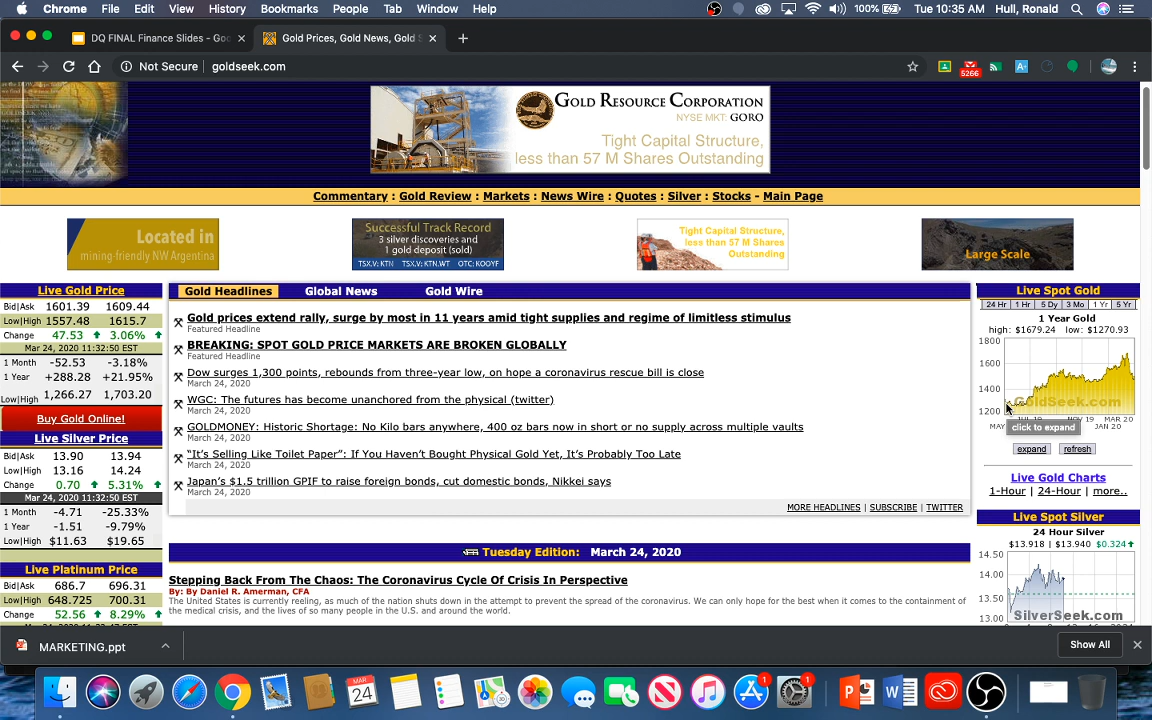 Chrome File Edit View History Bookmarks People Tab Window Help 100% Tue 10:35 AM Hull, Ronald
DQ FINAL Finance Slides - Goo
Gold Prices, Gold News, Gold S
Not Secure | goldseek.com
5266
GOLD RESOURCE CORPORATION
NYSE MKT: GORO
Tight Capital Structure,
less than 57 M Shares Outstanding
Commentary : Gold Review : Markets : News Wire : Quotes : Silver : Stocks - Main Page
Located in
mining-friendly NW Argentina
Successful Track Record
3 silver discoveries and
1 gold deposit (sold)
TSX.V: KTN TSX.V: KTN.WT OTC: KOOYF
Tight Capital Structure,
less than 57 M Shares
Outstanding
Large Scale
Live Gold Price
Bid|Ask 1601.39 1609.44
Low|High 1557.48 1615.7
Change 47.53 3.06%
Mar 24, 2020 11:32:50 EST
1 Month -52.53 -3.18%
1 Year +288.28 +21.95%
Low|High 1,266.27 1,703.20
Buy Gold Online!
Live Silver Price
Bid|Ask 13.90 13.94
Low|High 13.16 14.24
Change 0.70 5.31%
Mar 24, 2020 11:32:50 EST
1 Month -4.71 -25.33%
1 Year -1.51 -9.79%
Low|High $11.63 $19.65
Live Platinum Price
Bid|Ask 686.7 696.31
Low|High 648.725 700.31
Change 52.56 8.29%
Gold Headlines Global News Gold Wire
Gold prices extend rally, surge by most in 11 years amid tight supplies and regime of limitless stimulus
Featured Headline
BREAKING: SPOT GOLD PRICE MARKETS ARE BROKEN GLOBALLY
Featured Headline
Dow surges 1,300 points, rebounds from three-year low, on hope a coronavirus rescue bill is close
March 24, 2020
WGC: The futures has become unanchored from the physical (twitter)
March 24, 2020
GOLDMONEY: Historic Shortage: No Kilo bars anywhere, 400 oz bars now in short or no supply across multiple vaults
March 24, 2020
“It’s Selling Like Toilet Paper”: If You Haven’t Bought Physical Gold Yet, It’s Probably Too Late
March 24, 2020
Japan’s $1.5 trillion GPIF to raise foreign bonds, cut domestic bonds, Nikkei says
March 24, 2020
MORE HEADLINES | SUBSCRIBE | TWITTER
Tuesday Edition: March 24, 2020
Stepping Back From The Chaos: The Coronavirus Cycle Of Crisis In Perspective
By: By Daniel R. Amerman, CFA
The United States is currently reeling, as much of the nation shuts down in the attempt to prevent the spread of the coronavirus. We can only hope for the best when it comes to the containment of
the medical crisis, and the lives of so many people in the U.S. and around the world.
Live Spot Gold
24 Hr 1 Hr 5 Dy 3 Mo 1 Yr 5 Yr
1 Year Gold
high: $1679.24 low: $1270.93
1800
1600
1400
1200
GoldSeek.com
NOV 19 MAR 20
MAY JAN 20
click to expand
expand refresh
Live Gold Charts
1-Hour | 24-Hour | more..
Live Spot Silver
24 Hour Silver
$13.918 | $13.940 $0.324
14.50
14.00
13.50
13.00
SilverSeek.com
MARKETING.ppt
Show All
MAR
24
1
1